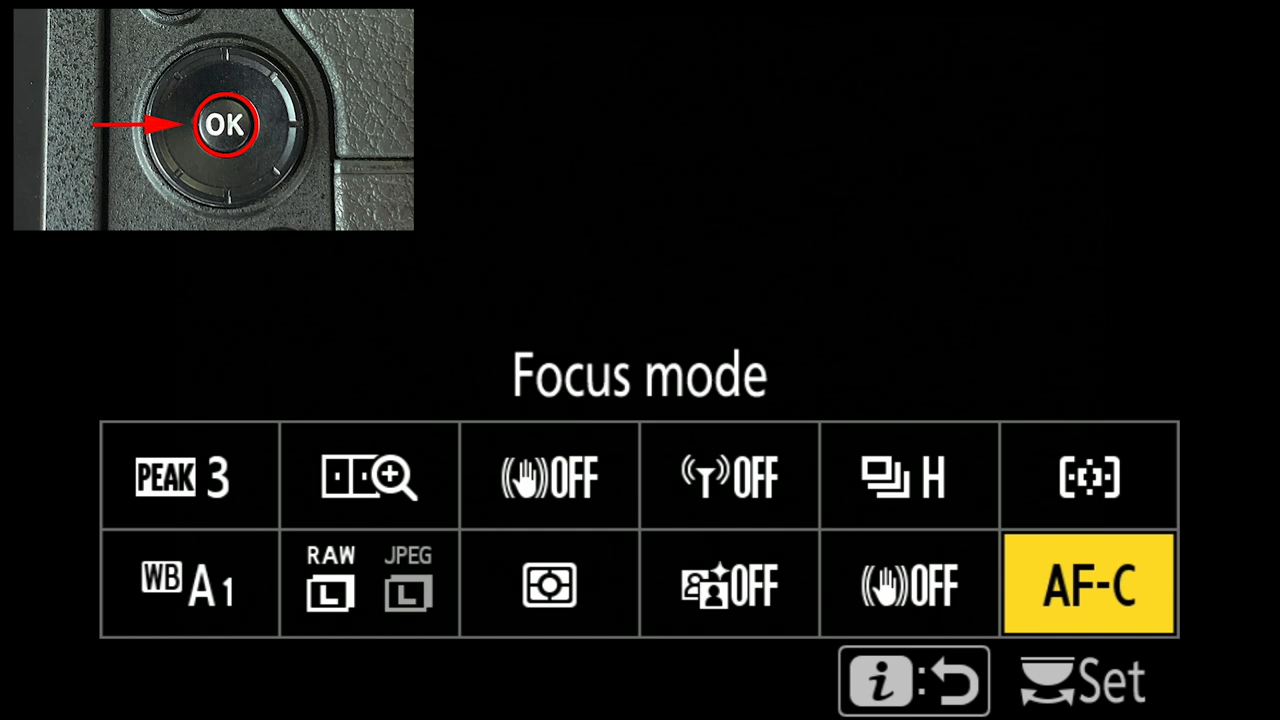 OK
Focus mode
PEAK 3
OFF
OFF
H
WB A1
RAW L JPEG L
OFF
OFF
AF-C
i : Set